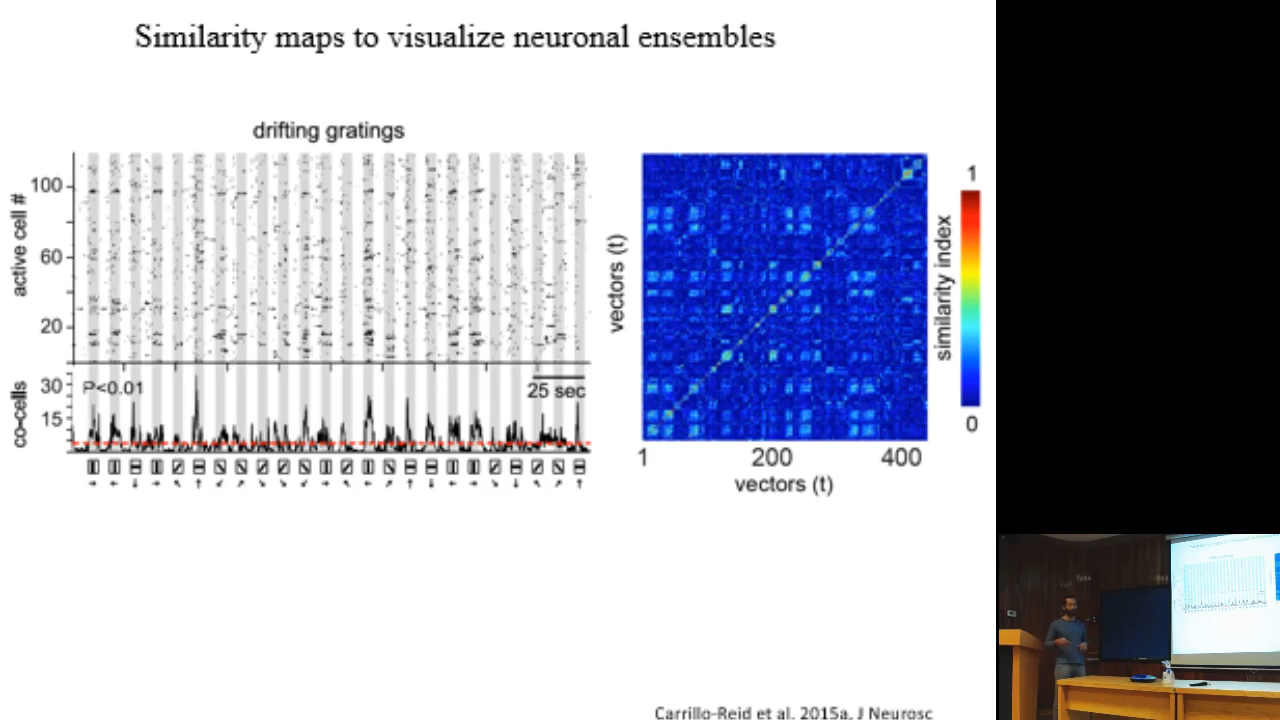 Similarity maps to visualize neuronal ensembles
drifting gratings
active cell #
100
60
20
P<0.01
25 sec
co-cells
30
15
vectors (t)
1
200
400
vectors (t)
similarity index
1
0
Carrillo-Reid et al. 2015a, J Neurosc